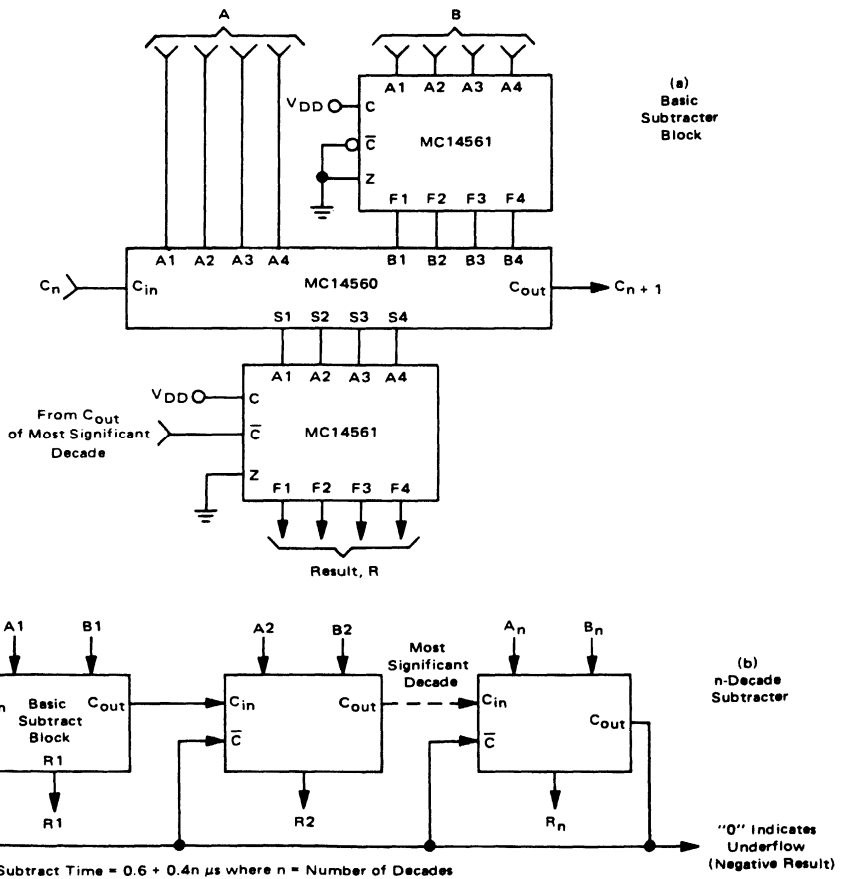 A
B
A1 A2 A3 A4
(a)
Basic
Subtracter
Block
VDD
C
C̅
MC14561
Z
F1 F2 F3 F4
A1 A2 A3 A4
B1 B2 B3 B4
Cn
Cin
MC14560
Cout
Cn + 1
S1 S2 S3 S4
A1 A2 A3 A4
VDD
C
From Cout
of Most Significant
Decade
C̅
MC14561
Z
F1 F2 F3 F4
Result, R
A1 B1
A2 B2
Most
Significant
Decade
An Bn
(b)
n-Decade
Subtracter
n
Basic
Subtract
Block
Cout
R1
Cin
Cout
C̅
Cin
Cout
C̅
R1
R2
Rn
"0" Indicates
Underflow
(Negative Result)
Subtract Time = 0.6 + 0.4n μs where n = Number of Decades